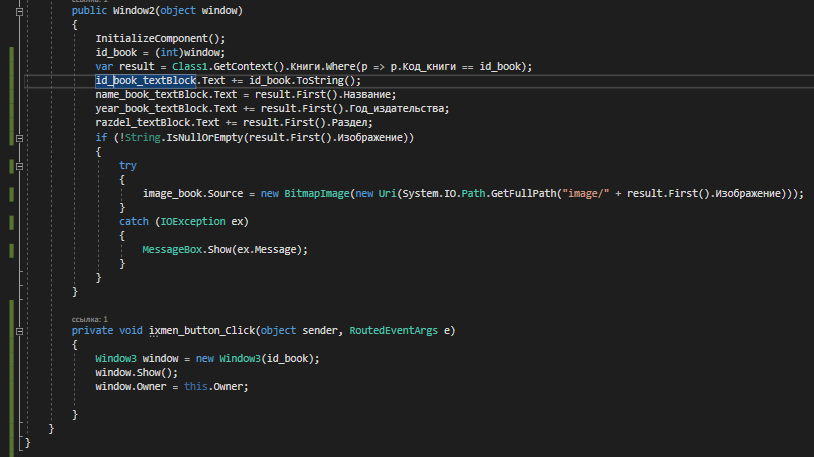 ссылка: 1
public Window2(object window)
{
InitializeComponent();
id_book = (int)window;
var result = Class1.GetContext().Книги.Where(p => p.Код_книги == id_book);
id_book_textBlock.Text += id_book.ToString();
name_book_textBlock.Text = result.First().Название;
year_book_textBlock.Text += result.First().Год_издательства;
razdel_textBlock.Text += result.First().Раздел;
if (!String.IsNullOrEmpty(result.First().Изображение))
{
try
{
image_book.Source = new BitmapImage(new Uri(System.IO.Path.GetFullPath("image/" + result.First().Изображение)));
}
catch (IOException ex)
{
MessageBox.Show(ex.Message);
}
}
}
ссылка: 1
private void ixmen_button_Click(object sender, RoutedEventArgs e)
{
Window3 window = new Window3(id_book);
window.Show();
window.Owner = this.Owner;
}
}
}